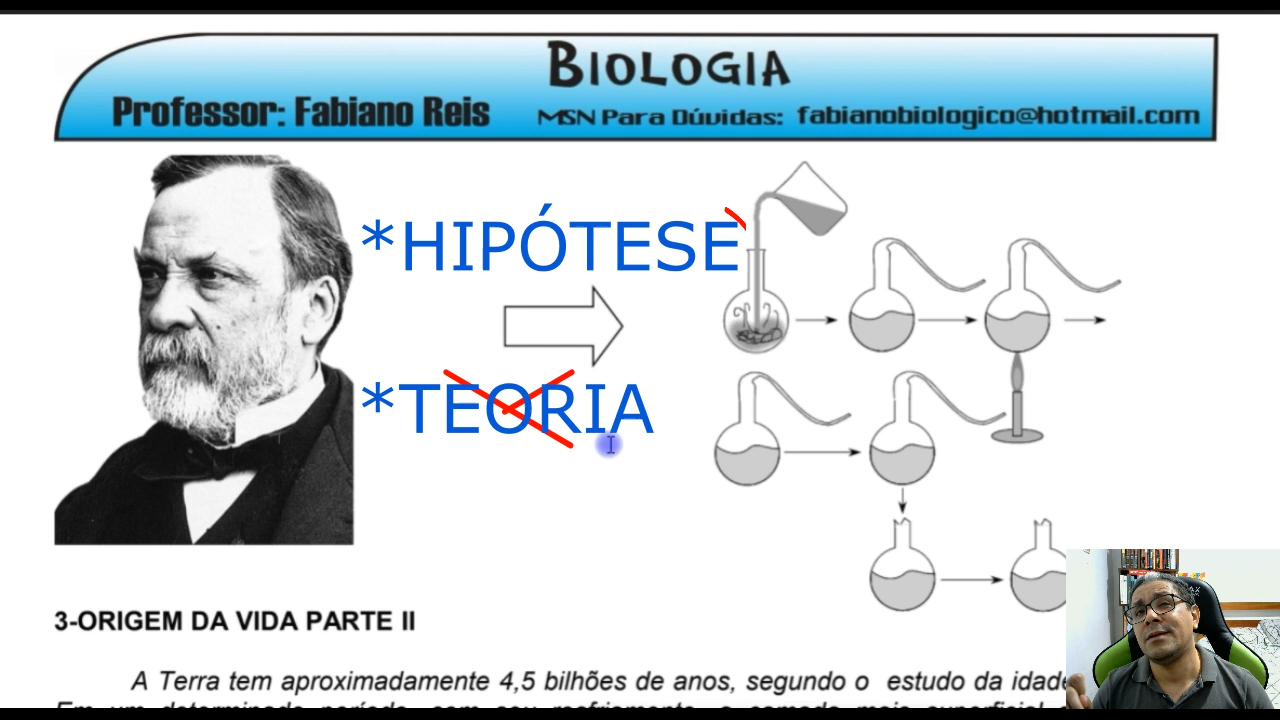 BIOLOGIA
Professor: Fabiano Reis
MSN Para Dúvidas: fabianobiologico@hotmail.com
*HIPÓTESE
*TEORIA
3-ORIGEM DA VIDA PARTE II
A Terra tem aproximadamente 4,5 bilhões de anos, segundo o estudo da idade